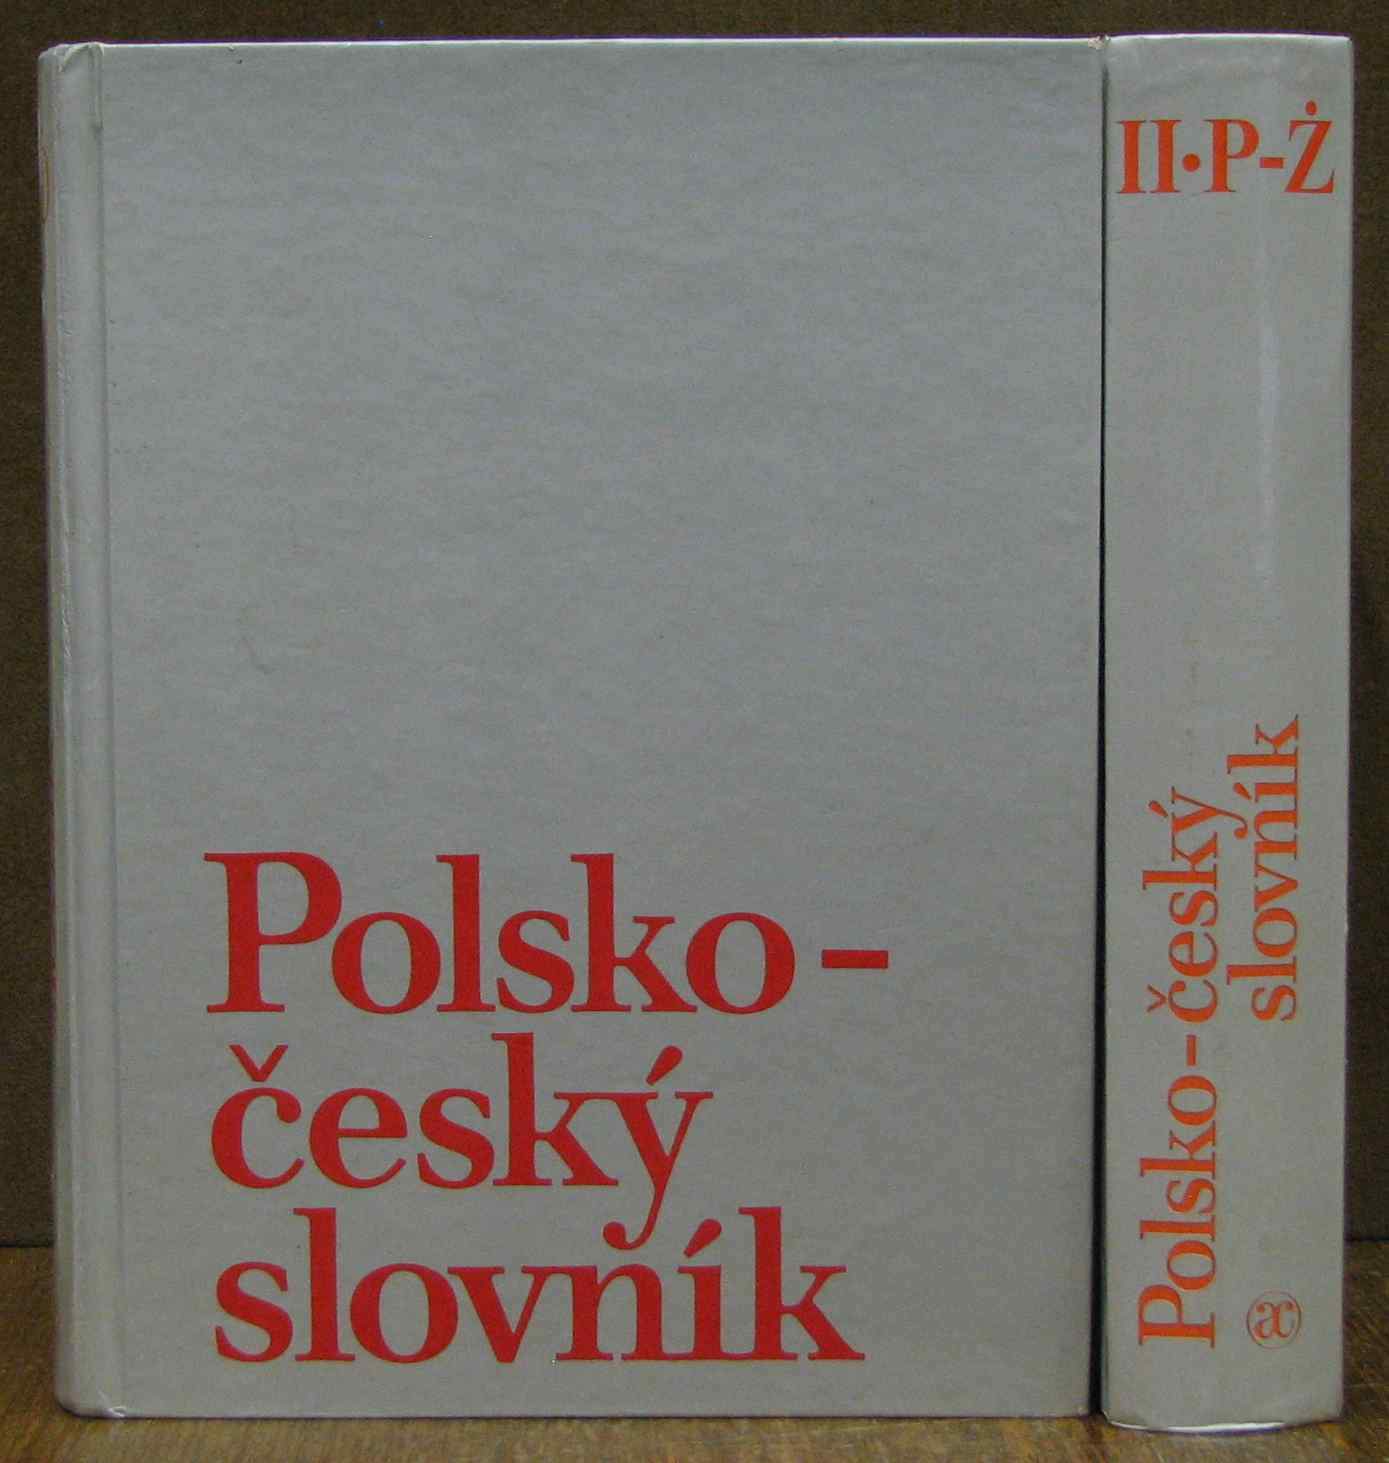 Polsko-
český
slovník
II·P-Ż
Polsko-český
slovník